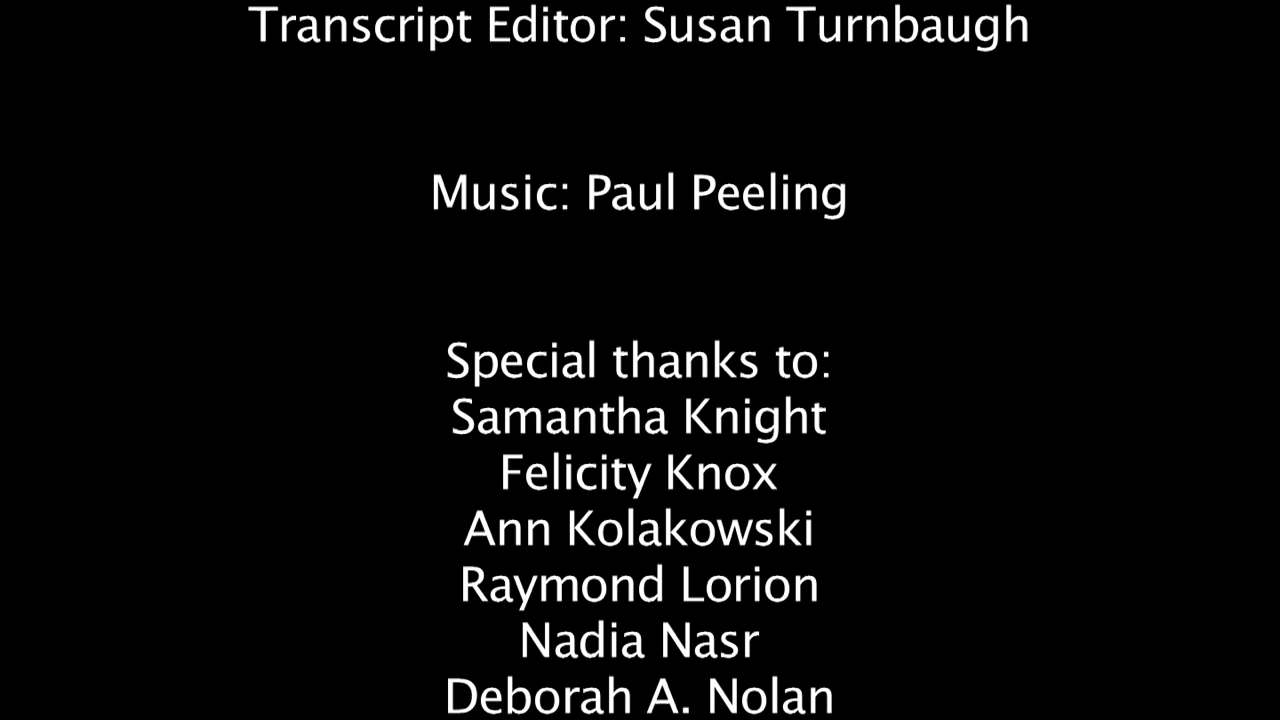 Transcript Editor: Susan Turnbaugh
Music: Paul Peeling
Special thanks to:
Samantha Knight
Felicity Knox
Ann Kolakowski
Raymond Lorion
Nadia Nasr
Deborah A. Nolan